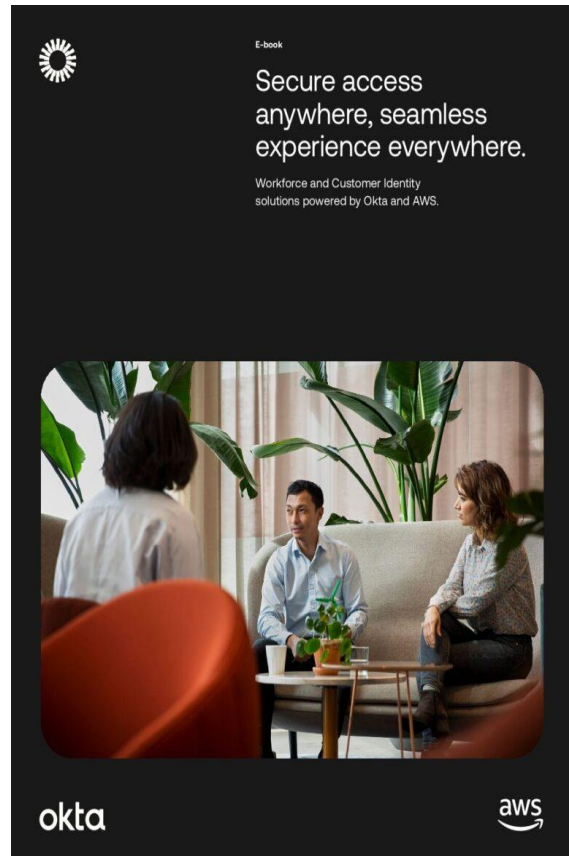 E-book
Secure access
anywhere, seamless
experience everywhere.
Workforce and Customer Identity
solutions powered by Okta and AWS.
okta
aws